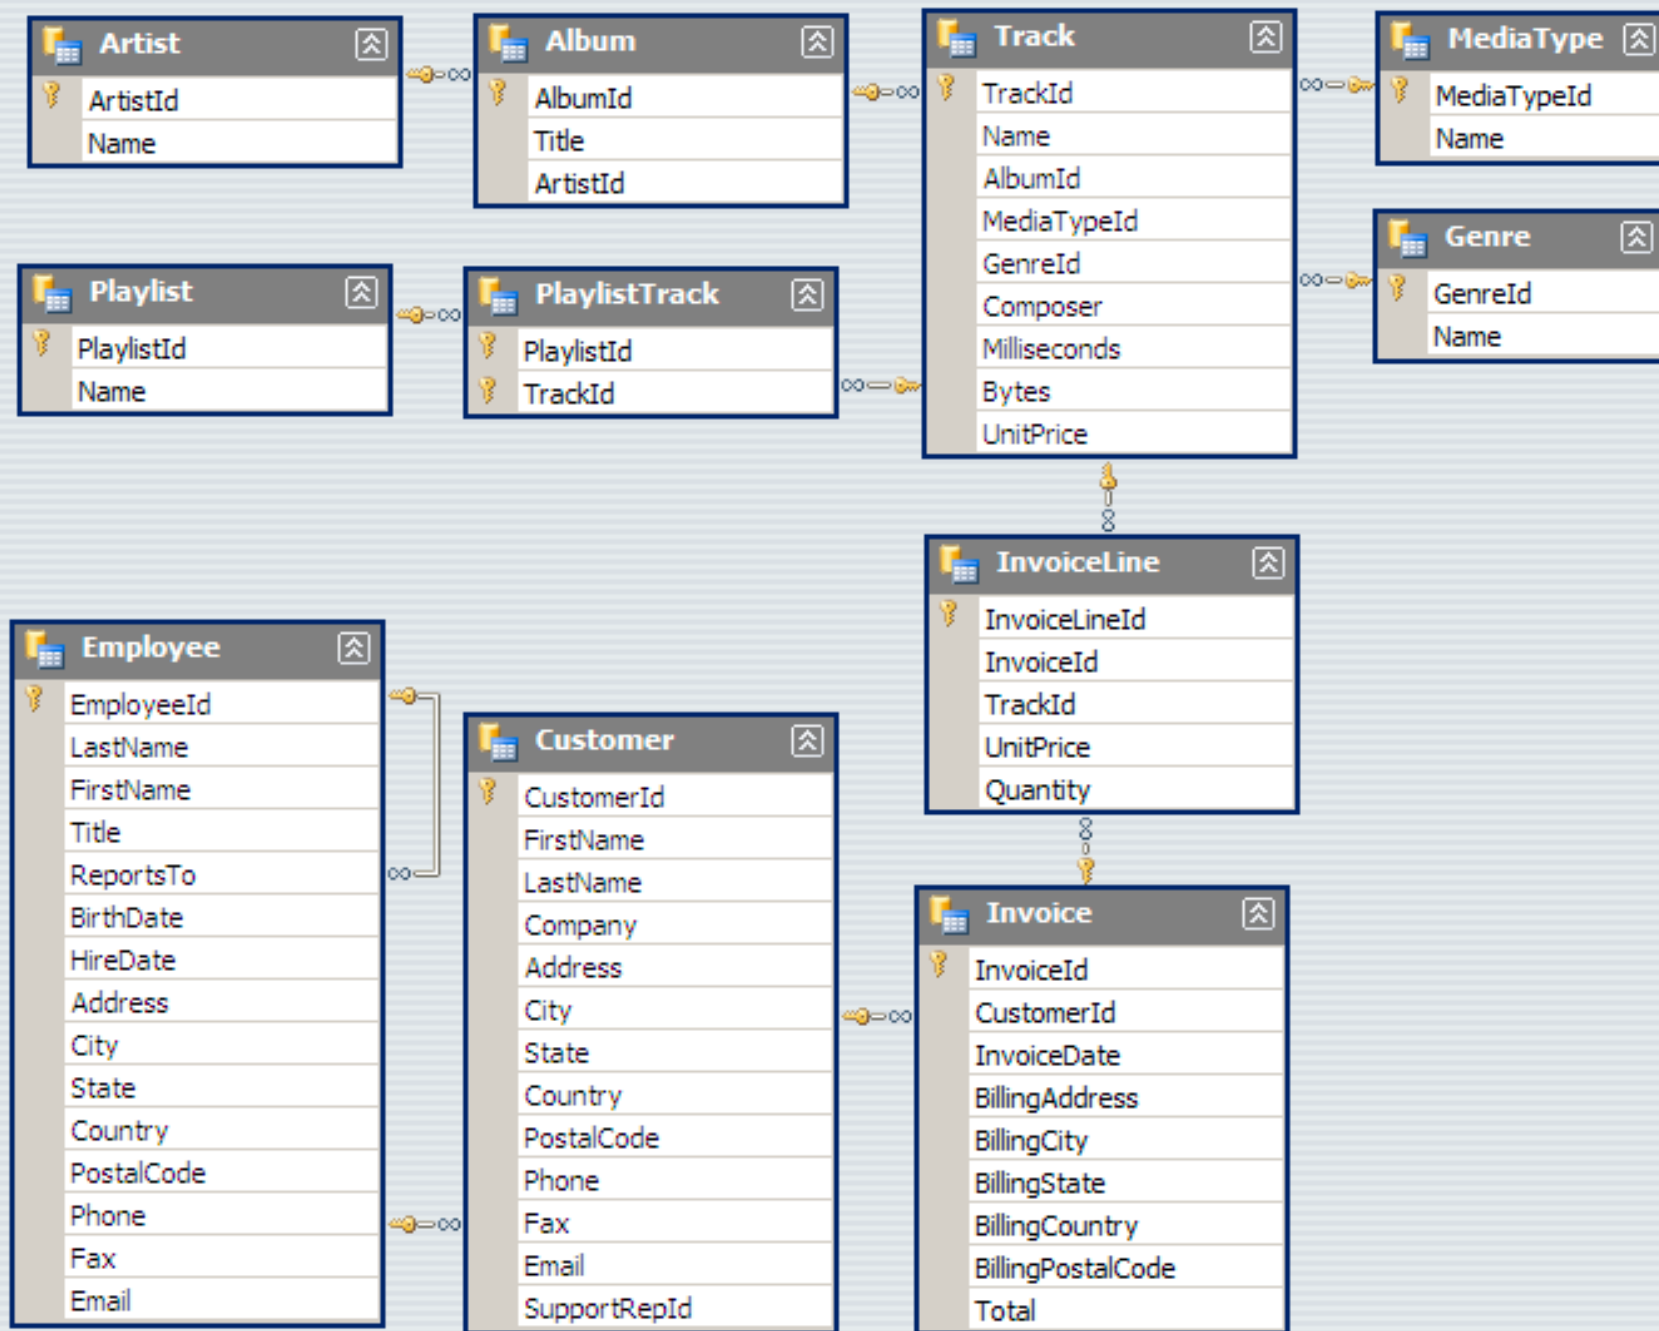 Artist
ArtistId
Name
Album
AlbumId
Title
ArtistId
Track
TrackId
Name
AlbumId
MediaTypeId
GenreId
Composer
Milliseconds
Bytes
UnitPrice
MediaType
MediaTypeId
Name
Genre
GenreId
Name
Playlist
PlaylistId
Name
PlaylistTrack
PlaylistId
TrackId
InvoiceLine
InvoiceLineId
InvoiceId
TrackId
UnitPrice
Quantity
Employee
EmployeeId
LastName
FirstName
Title
ReportsTo
BirthDate
HireDate
Address
City
State
Country
PostalCode
Phone
Fax
Email
Customer
CustomerId
FirstName
LastName
Company
Address
City
State
Country
PostalCode
Phone
Fax
Email
SupportRepId
Invoice
InvoiceId
CustomerId
InvoiceDate
BillingAddress
BillingCity
BillingState
BillingCountry
BillingPostalCode
Total